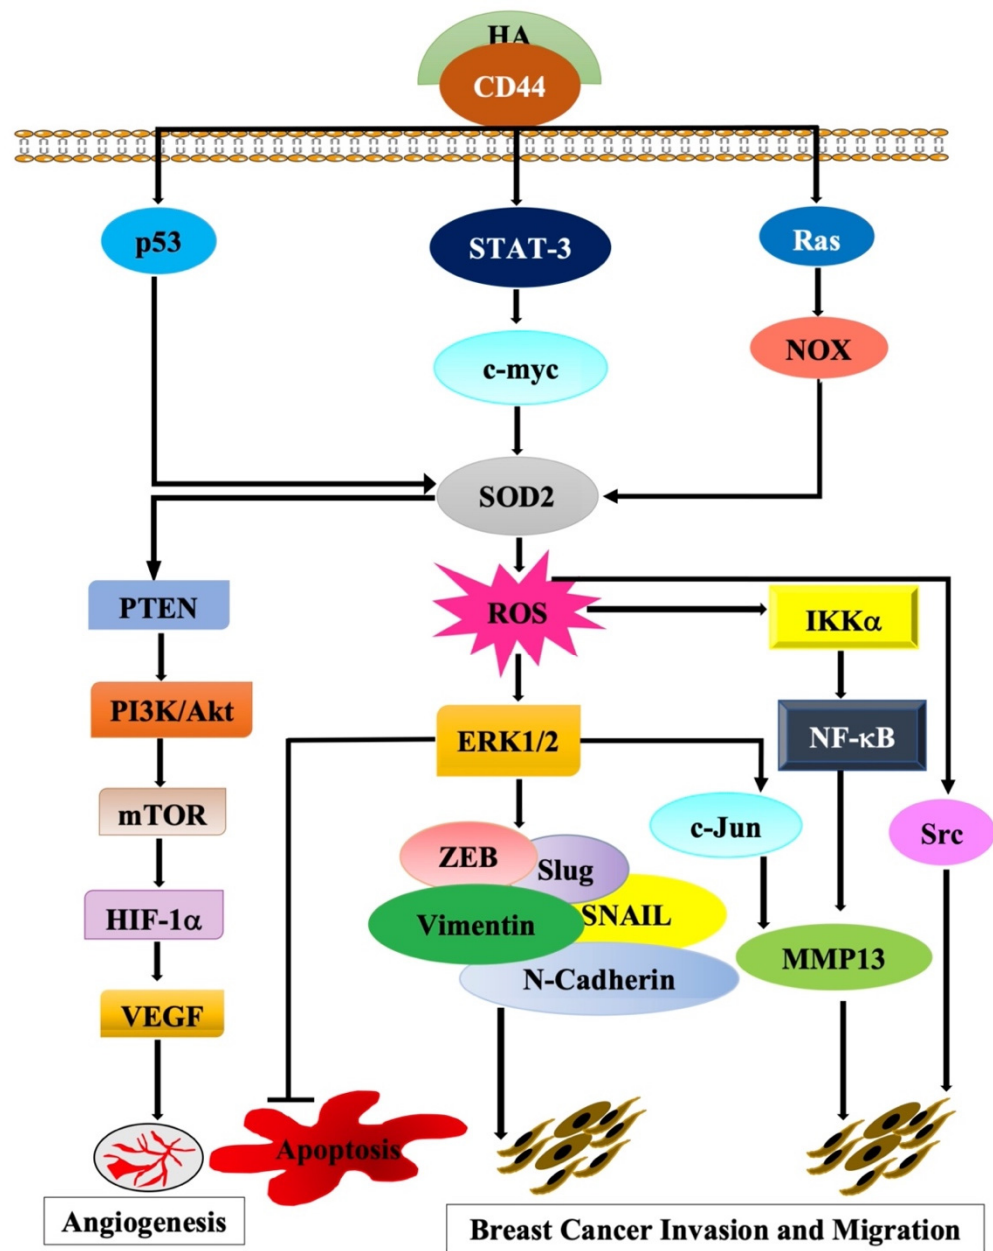 HA
CD44
p53
STAT-3
Ras
c-myc
NOX
SOD2
PTEN
ROS
IKKα
PI3K/Akt
ERK1/2
NF-κB
mTOR
c-Jun
Src
ZEB
Slug
HIF-1α
Vimentin
SNAIL
MMP13
N-Cadherin
VEGF
Apoptosis
Angiogenesis
Breast Cancer Invasion and Migration